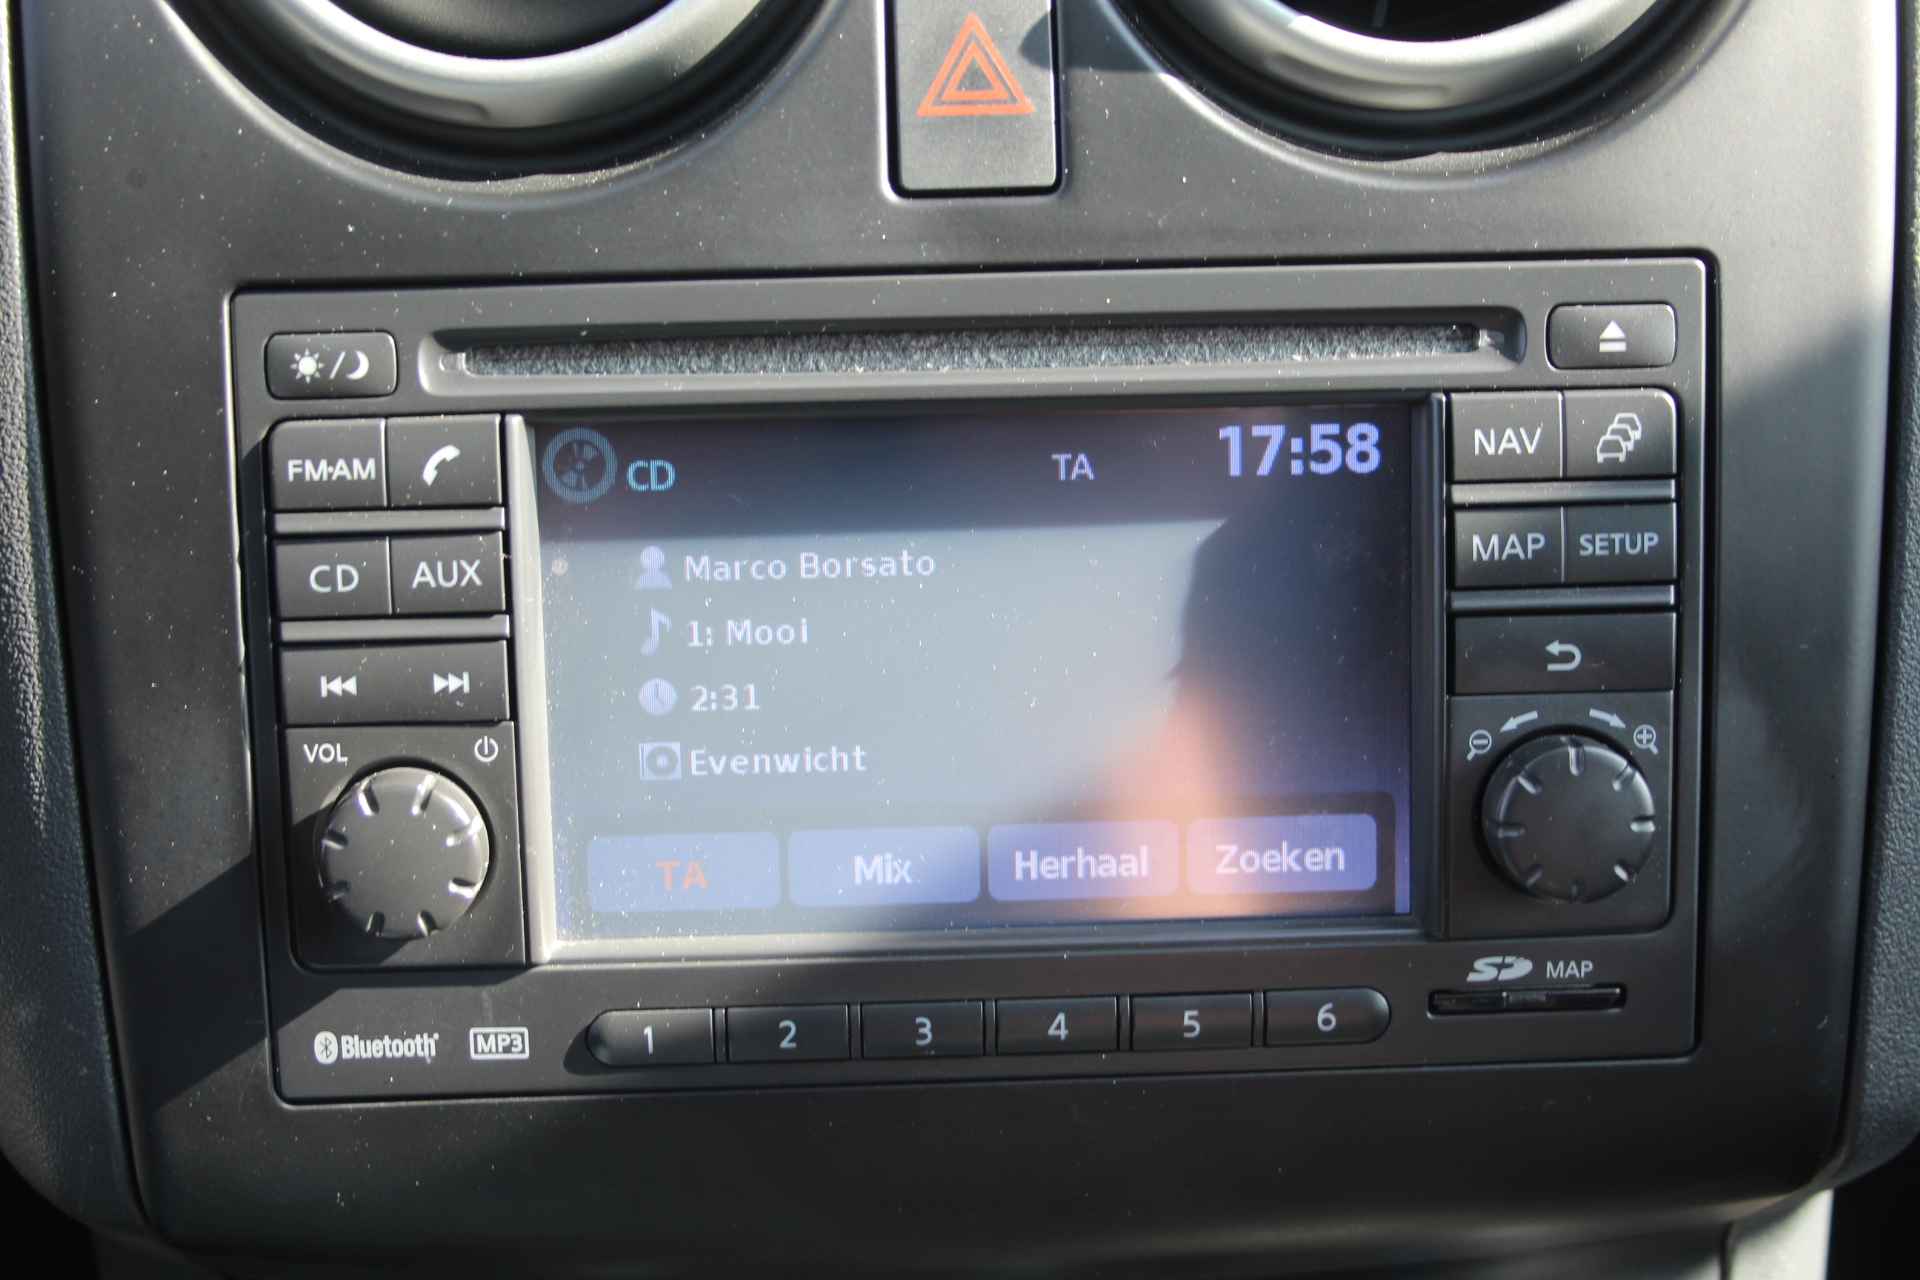 FM·AM
CD TA 17:58
NAV
CD AUX
Marco Borsato
MAP SETUP
1: Mooi
2:31
VOL
Evenwicht
TA Mix Herhaal Zoeken
SD MAP
Bluetooth MP3
1 2 3 4 5 6